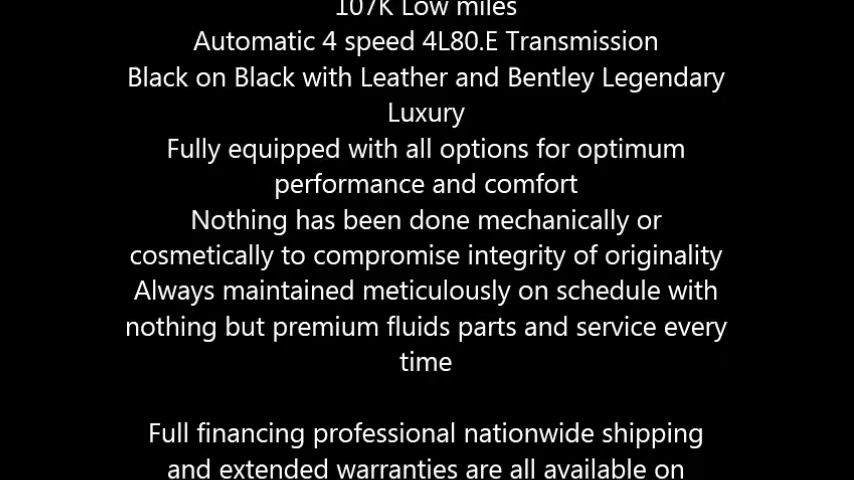 107K Low miles
Automatic 4 speed 4L80.E Transmission
Black on Black with Leather and Bentley Legendary
Luxury
Fully equipped with all options for optimum
performance and comfort
Nothing has been done mechanically or
cosmetically to compromise integrity of originality
Always maintained meticulously on schedule with
nothing but premium fluids parts and service every
time
Full financing professional nationwide shipping
and extended warranties are all available on